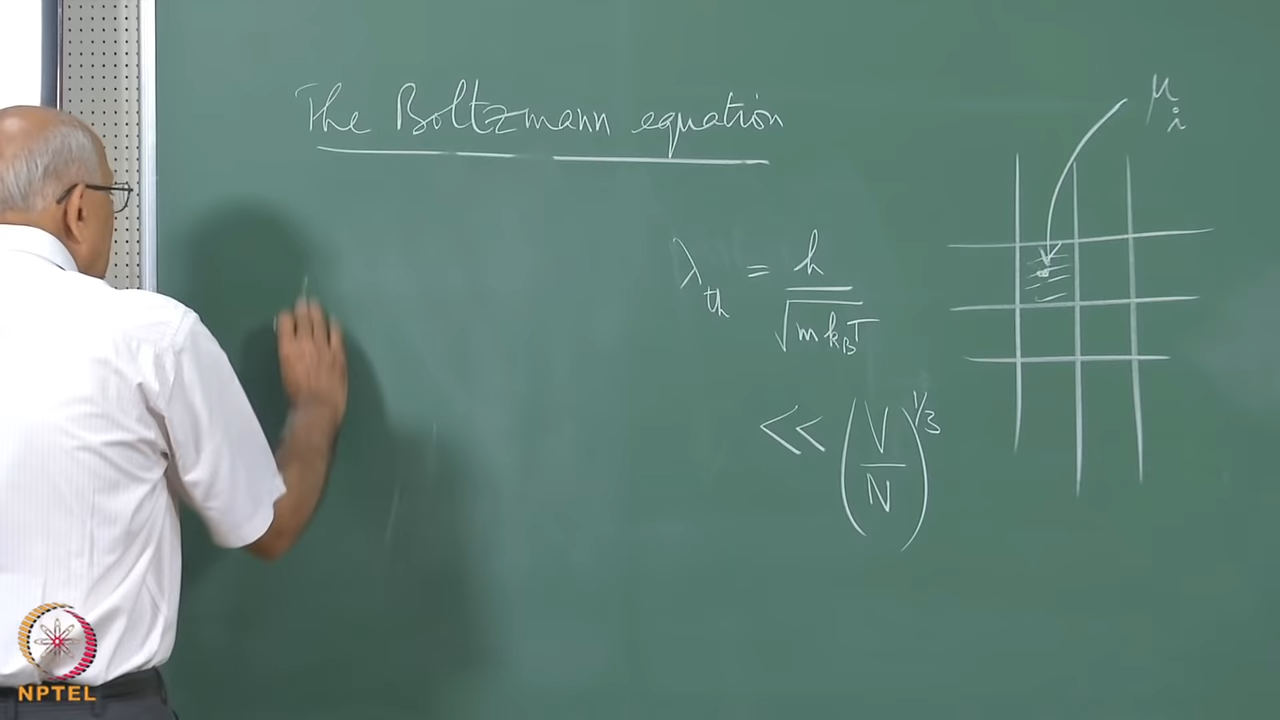 The Boltzmann equation
μ_i
λ_th = h / √(m k_B T)
<< (V/N)^1/3
NPTEL